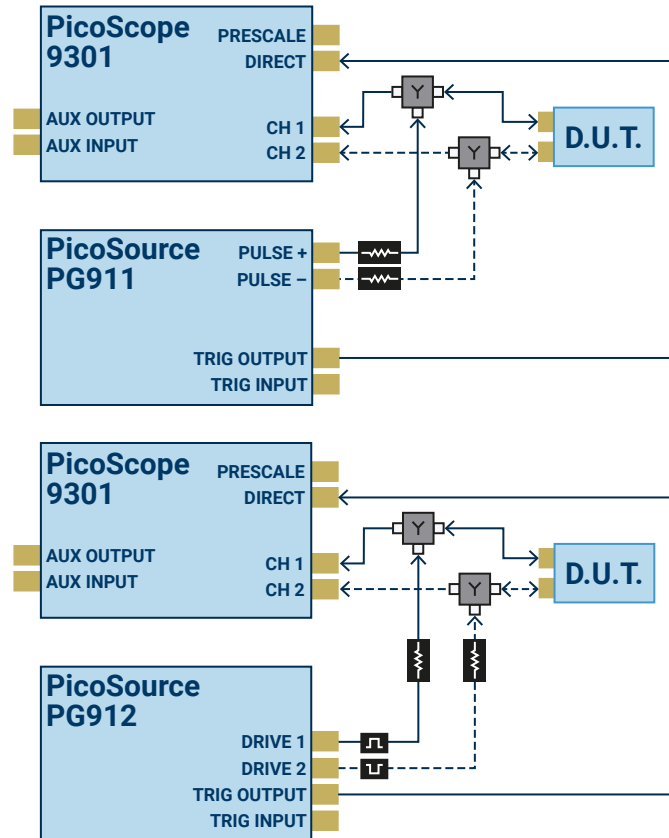 PicoScope
9301
PRESCALE
DIRECT
AUX OUTPUT
AUX INPUT
CH 1
CH 2
Y
Y
D.U.T.
PicoSource
PG911
PULSE +
PULSE –
TRIG OUTPUT
TRIG INPUT
PicoScope
9301
PRESCALE
DIRECT
AUX OUTPUT
AUX INPUT
CH 1
CH 2
Y
Y
D.U.T.
PicoSource
PG912
DRIVE 1
DRIVE 2
TRIG OUTPUT
TRIG INPUT